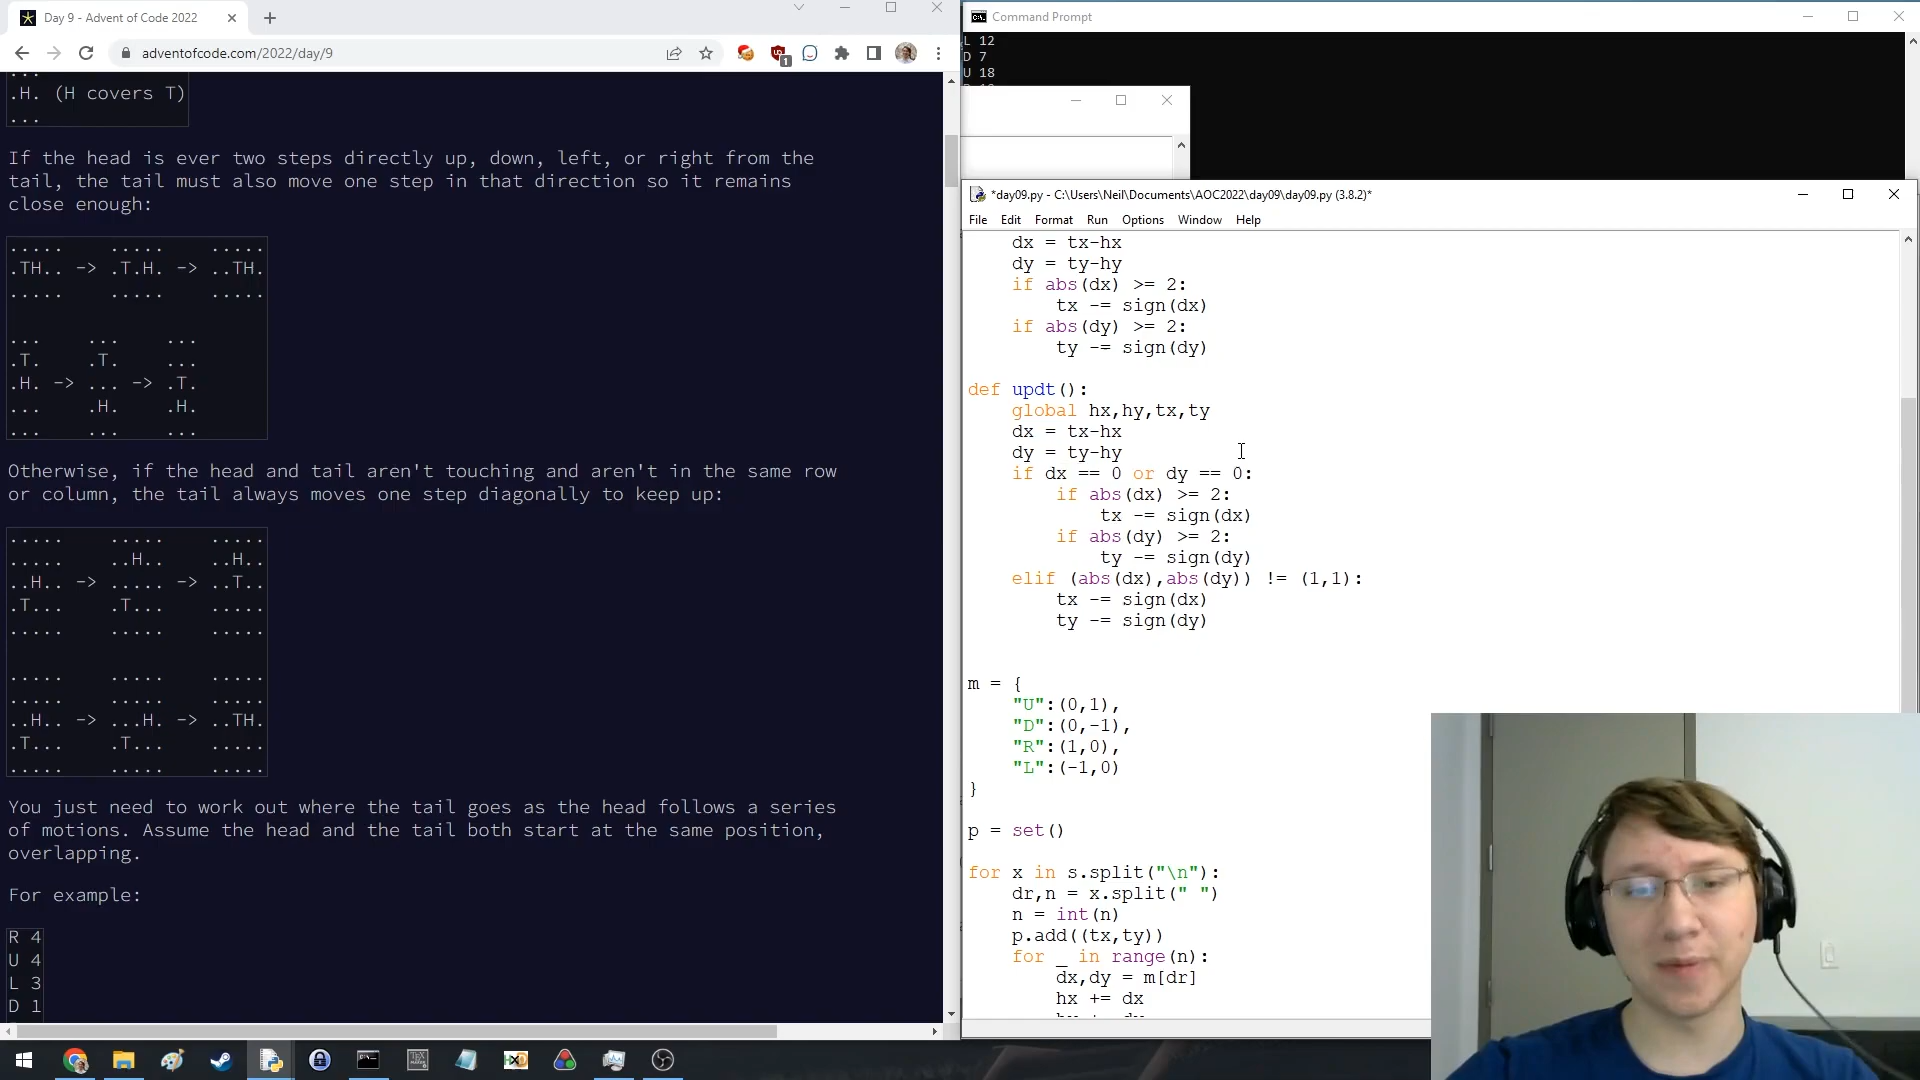 Day 9 - Advent of Code 2022
adventofcode.com/2022/day/9
1
...
.H. (H covers T)
...
If the head is ever two steps directly up, down, left, or right from the
tail, the tail must also move one step in that direction so it remains
close enough:
.....    .....    .....
.TH.. -> .T.H. -> ..TH.
.....    .....    .....
...    ...    ...
.T.    .T.    ...
.H. -> ... -> .T.
...    .H.    .H.
...    ...    ...
Otherwise, if the head and tail aren't touching and aren't in the same row
or column, the tail always moves one step diagonally to keep up:
.....    .....    .....
.....    ..H..    ..H..
..H.. -> ..... -> ..T..
.T...    .T...    .....
.....    .....    .....
.....    .....    .....
.....    .....    .....
..H.. -> ...H. -> ..TH.
.T...    .T...    .....
.....    .....    .....
You just need to work out where the tail goes as the head follows a series
of motions. Assume the head and the tail both start at the same position,
overlapping.
For example:
R 4
U 4
L 3
D 1
Command Prompt
L 12
D 7
U 18
*day09.py - C:\Users\Neil\Documents\AOC2022\day09\day09.py (3.8.2)*
File Edit Format Run Options Window Help
    dx = tx-hx
    dy = ty-hy
    if abs(dx) >= 2:
        tx -= sign(dx)
    if abs(dy) >= 2:
        ty -= sign(dy)
def updt():
    global hx,hy,tx,ty
    dx = tx-hx
    dy = ty-hy
    if dx == 0 or dy == 0:
        if abs(dx) >= 2:
            tx -= sign(dx)
        if abs(dy) >= 2:
            ty -= sign(dy)
    elif (abs(dx),abs(dy)) != (1,1):
        tx -= sign(dx)
        ty -= sign(dy)
m = {
    "U":(0,1),
    "D":(0,-1),
    "R":(1,0),
    "L":(-1,0)
}
p = set()
for x in s.split("\n"):
    dr,n = x.split(" ")
    n = int(n)
    p.add((tx,ty))
    for _ in range(n):
        dx,dy = m[dr]
        hx += dx